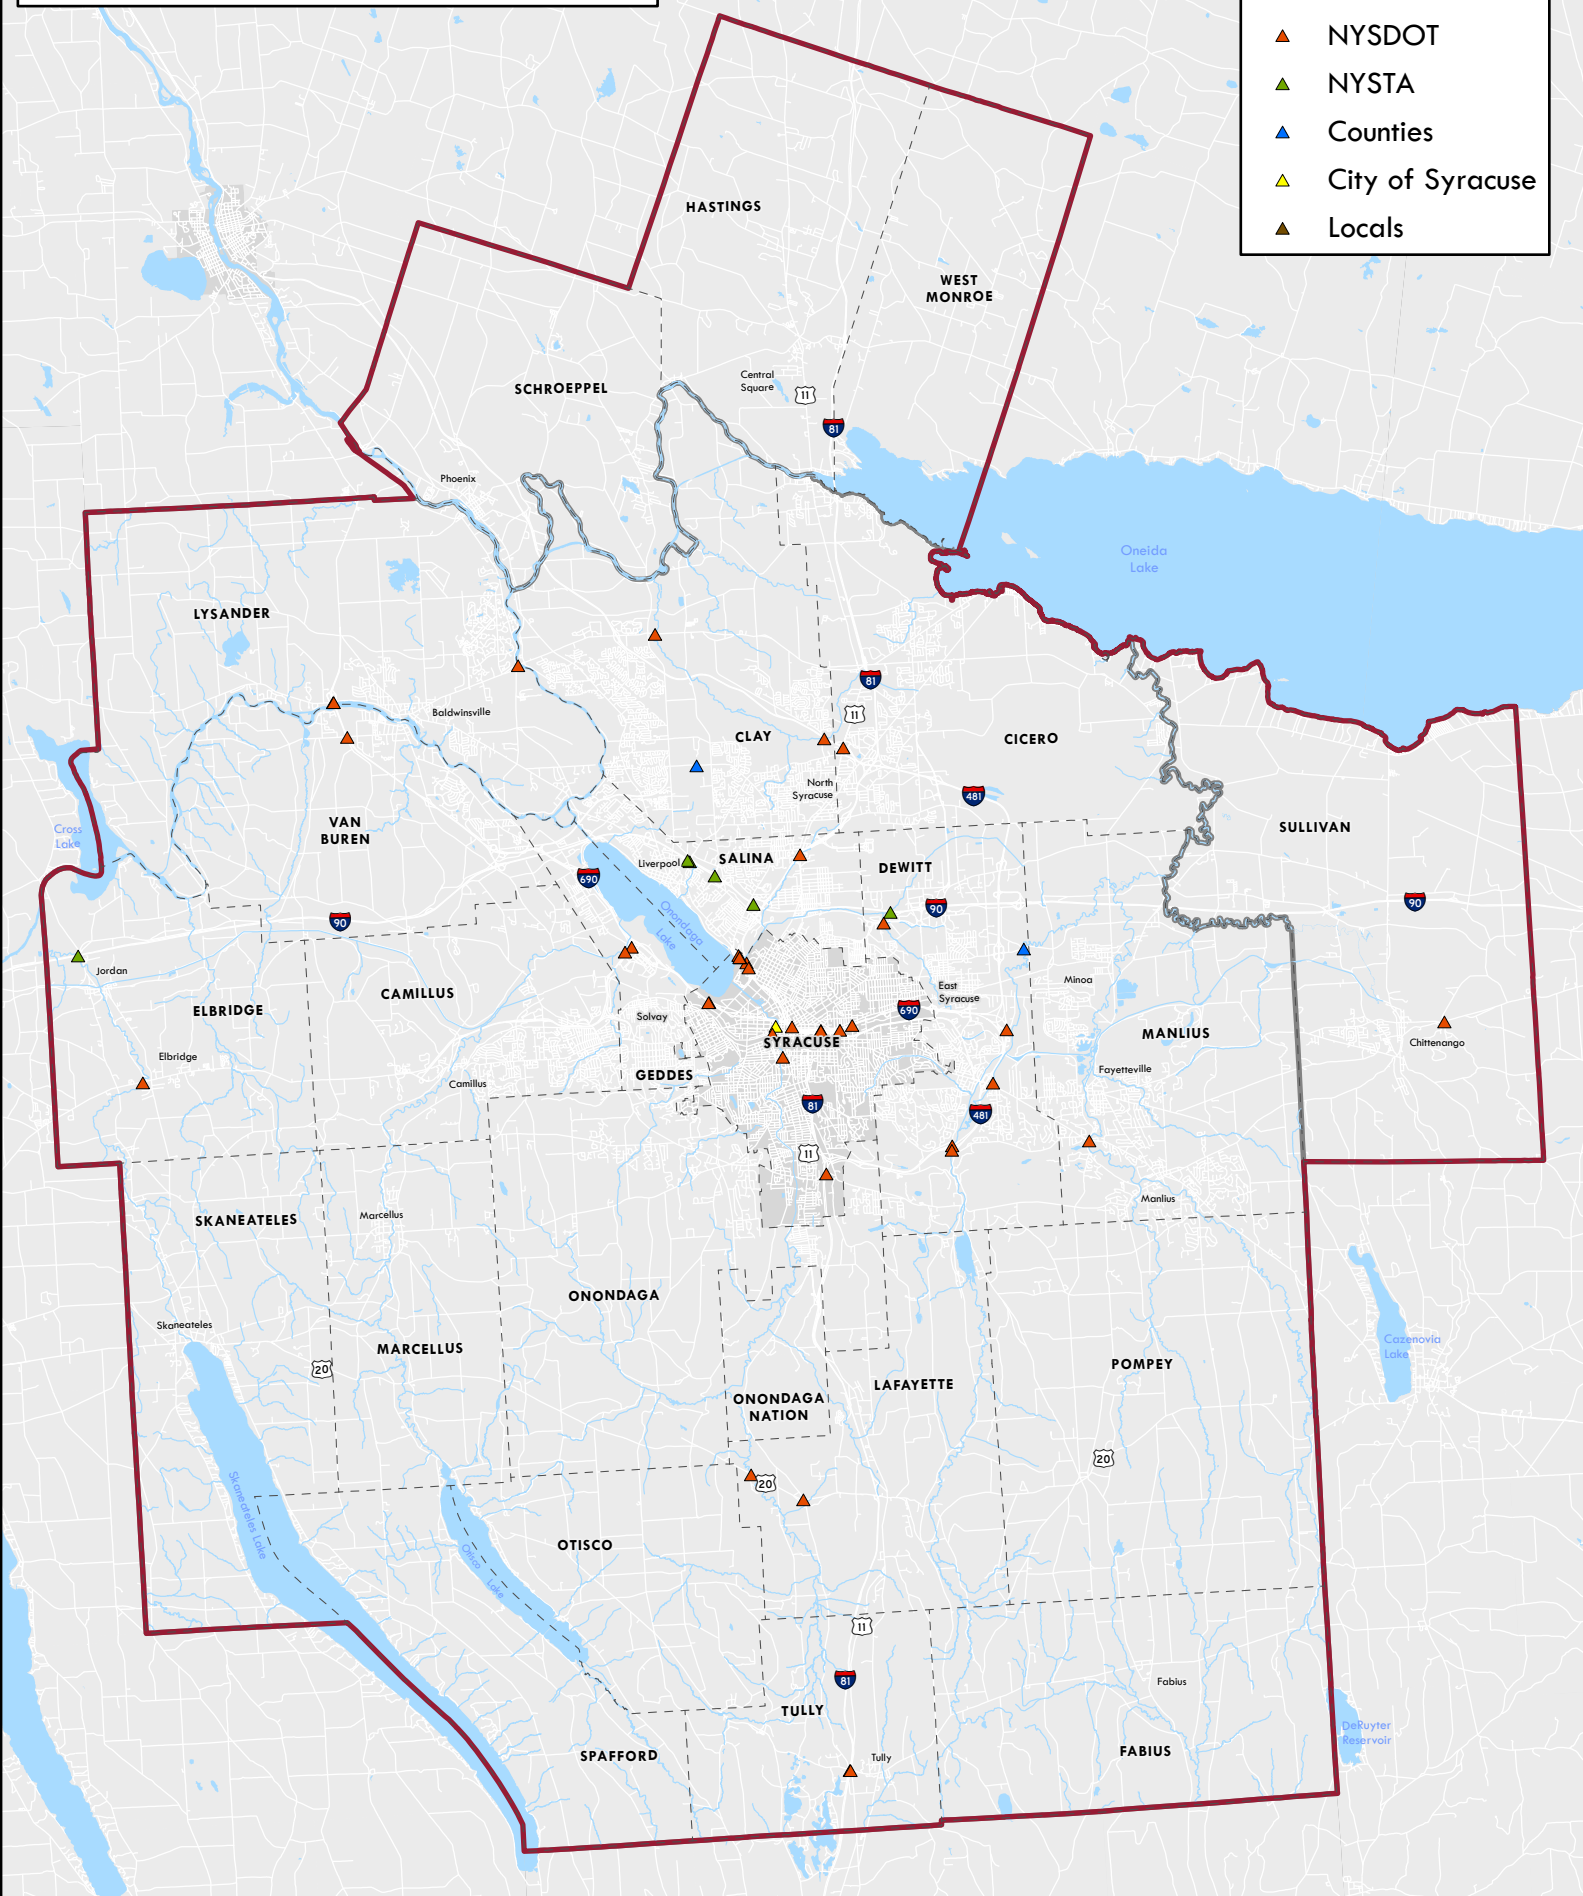 NYSDOT
NYSTA
Counties
City of Syracuse
Locals
HASTINGS
WEST
MONROE
Central
Square
11
SCHROEPPEL
81
Phoenix
Oneida
Lake
LYSANDER
81
11
Baldwinsville
CLAY
CICERO
North
Syracuse
481
VAN
BUREN
SULLIVAN
Cross
Lake
Liverpool
SALINA
DEWITT
690
90
90
90
Onondaga
Lake
Jordan
CAMILLUS
East
Syracuse
Minoa
ELBRIDGE
690
Solvay
MANLIUS
SYRACUSE
Chittenango
Elbridge
Camillus
GEDDES
Fayetteville
81
481
11
Manlius
SKANEATELES
Marcellus
ONONDAGA
Skaneateles
Cazenovia
Lake
MARCELLUS
20
POMPEY
LAFAYETTE
ONONDAGA
NATION
20
20
Skaneateles Lake
OTISCO
Otisco Lake
11
81
Fabius
TULLY
DeRuyter
Reservoir
SPAFFORD
Tully
FABIUS